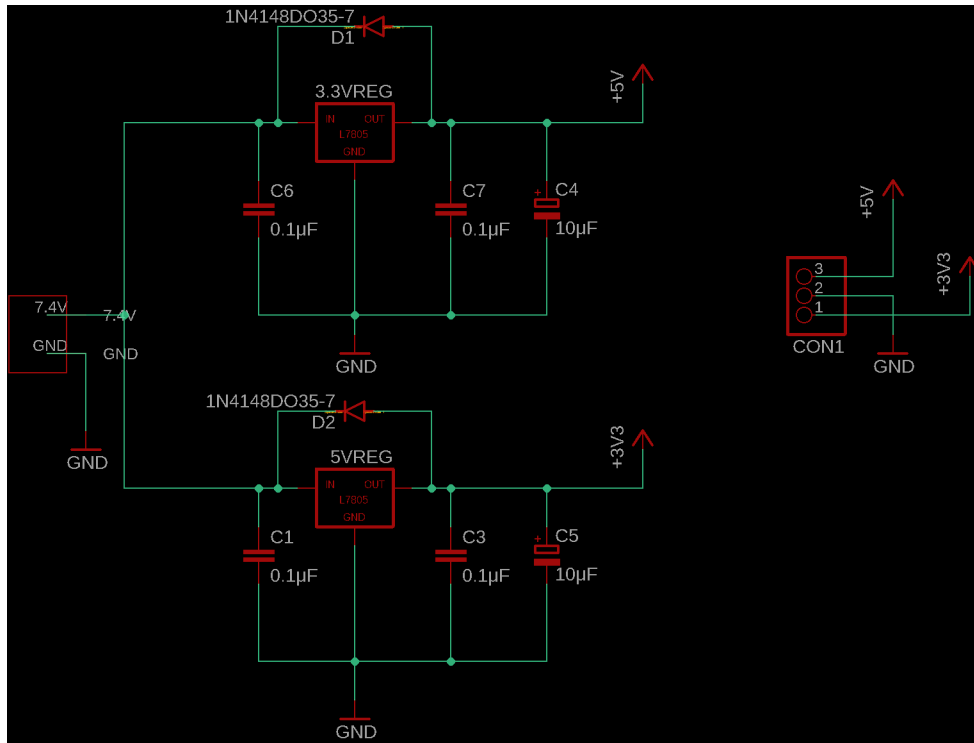 1N4148DO35-7
D1
3.3VREG
IN OUT
L7805
GND
+5V
C6
0.1µF
C7
0.1µF
+
C4
10µF
GND
7.4V
7.4V
GND
GND
GND
+5V
+3V3
3
2
1
CON1
GND
1N4148DO35-7
D2
5VREG
IN OUT
L7805
GND
+3V3
C1
0.1µF
C3
0.1µF
+
C5
10µF
GND